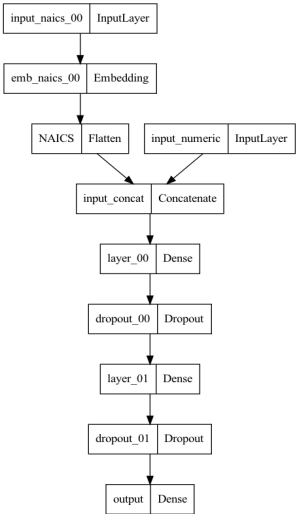 input_naics_00 InputLayer
emb_naics_00 Embedding
NAICS Flatten input_numeric InputLayer
input_concat Concatenate
layer_00 Dense
dropout_00 Dropout
layer_01 Dense
dropout_01 Dropout
output Dense